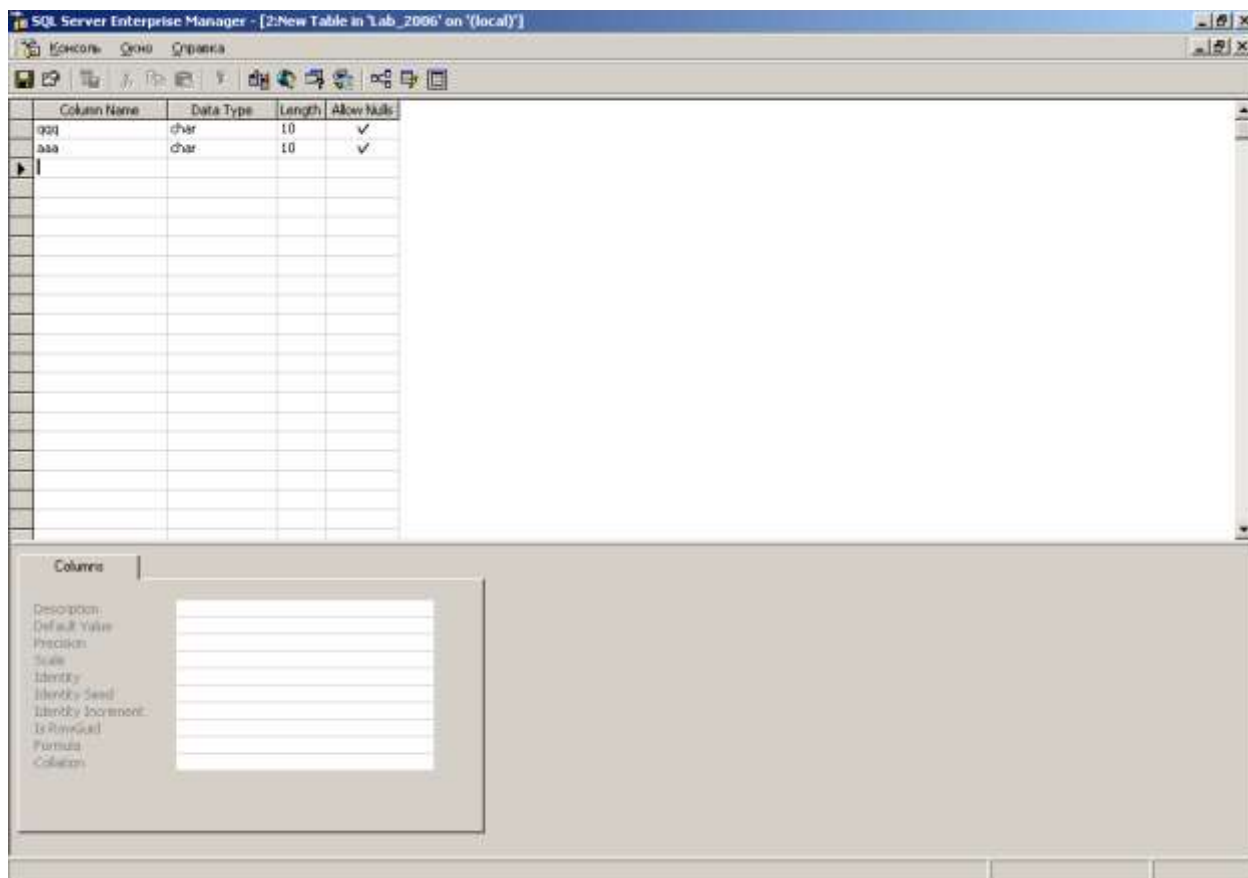 SQL Server Enterprise Manager - [2:New Table in 'Lab_2006' on '(local)']
Консоль Окно Справка
Column Name Data Type Length Allow Nulls
qqq char 10
aaa char 10
Columns
Description
Default Value
Precision
Scale
Identity
Identity Seed
Identity Increment
Is RowGuid
Formula
Collation